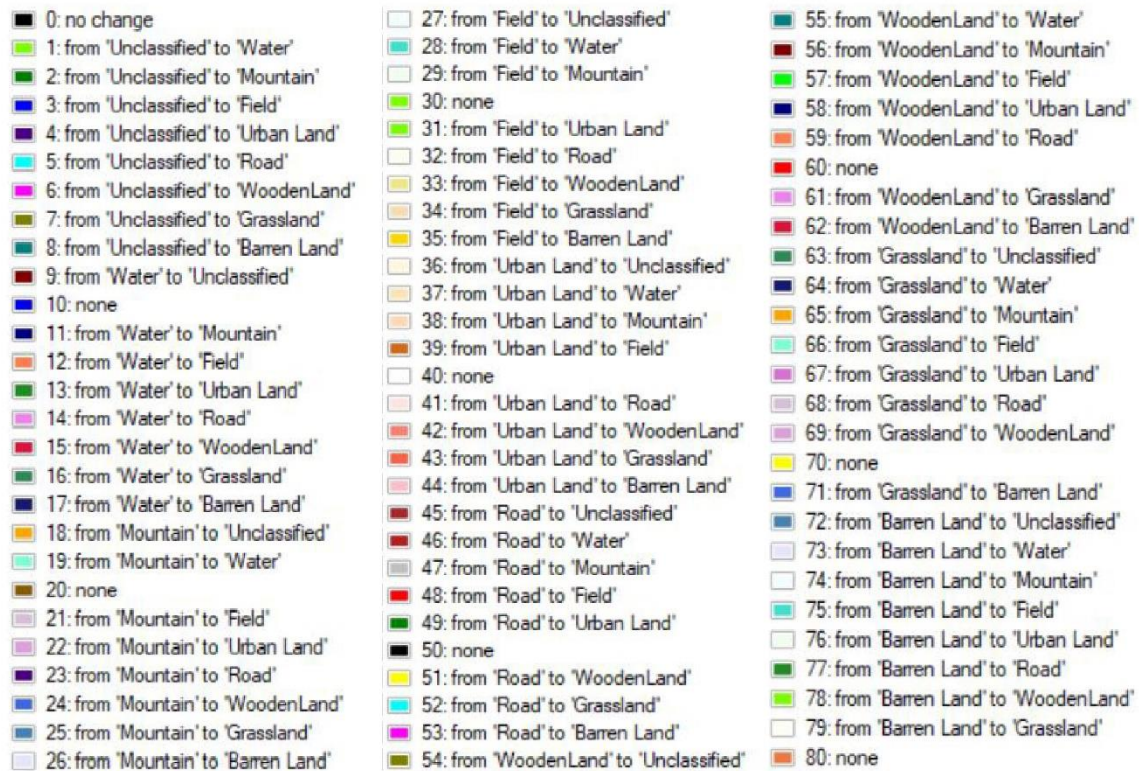 0: no change
1: from 'Unclassified' to 'Water'
2: from 'Unclassified' to 'Mountain'
3: from 'Unclassified' to 'Field'
4: from 'Unclassified' to 'Urban Land'
5: from 'Unclassified' to 'Road'
6: from 'Unclassified' to 'WoodenLand'
7: from 'Unclassified' to 'Grassland'
8: from 'Unclassified' to 'Barren Land'
9: from 'Water' to 'Unclassified'
10: none
11: from 'Water' to 'Mountain'
12: from 'Water' to 'Field'
13: from 'Water' to 'Urban Land'
14: from 'Water' to 'Road'
15: from 'Water' to 'WoodenLand'
16: from 'Water' to 'Grassland'
17: from 'Water' to 'Barren Land'
18: from 'Mountain' to 'Unclassified'
19: from 'Mountain' to 'Water'
20: none
21: from 'Mountain' to 'Field'
22: from 'Mountain' to 'Urban Land'
23: from 'Mountain' to 'Road'
24: from 'Mountain' to 'WoodenLand'
25: from 'Mountain' to 'Grassland'
26: from 'Mountain' to 'Barren Land'
27: from 'Field' to 'Unclassified'
28: from 'Field' to 'Water'
29: from 'Field' to 'Mountain'
30: none
31: from 'Field' to 'Urban Land'
32: from 'Field' to 'Road'
33: from 'Field' to 'WoodenLand'
34: from 'Field' to 'Grassland'
35: from 'Field' to 'Barren Land'
36: from 'Urban Land' to 'Unclassified'
37: from 'Urban Land' to 'Water'
38: from 'Urban Land' to 'Mountain'
39: from 'Urban Land' to 'Field'
40: none
41: from 'Urban Land' to 'Road'
42: from 'Urban Land' to 'WoodenLand'
43: from 'Urban Land' to 'Grassland'
44: from 'Urban Land' to 'Barren Land'
45: from 'Road' to 'Unclassified'
46: from 'Road' to 'Water'
47: from 'Road' to 'Mountain'
48: from 'Road' to 'Field'
49: from 'Road' to 'Urban Land'
50: none
51: from 'Road' to 'WoodenLand'
52: from 'Road' to 'Grassland'
53: from 'Road' to 'Barren Land'
54: from 'WoodenLand' to 'Unclassified'
55: from 'WoodenLand' to 'Water'
56: from 'WoodenLand' to 'Mountain'
57: from 'WoodenLand' to 'Field'
58: from 'WoodenLand' to 'Urban Land'
59: from 'WoodenLand' to 'Road'
60: none
61: from 'WoodenLand' to 'Grassland'
62: from 'WoodenLand' to 'Barren Land'
63: from 'Grassland' to 'Unclassified'
64: from 'Grassland' to 'Water'
65: from 'Grassland' to 'Mountain'
66: from 'Grassland' to 'Field'
67: from 'Grassland' to 'Urban Land'
68: from 'Grassland' to 'Road'
69: from 'Grassland' to 'WoodenLand'
70: none
71: from 'Grassland' to 'Barren Land'
72: from 'Barren Land' to 'Unclassified'
73: from 'Barren Land' to 'Water'
74: from 'Barren Land' to 'Mountain'
75: from 'Barren Land' to 'Field'
76: from 'Barren Land' to 'Urban Land'
77: from 'Barren Land' to 'Road'
78: from 'Barren Land' to 'WoodenLand'
79: from 'Barren Land' to 'Grassland'
80: none